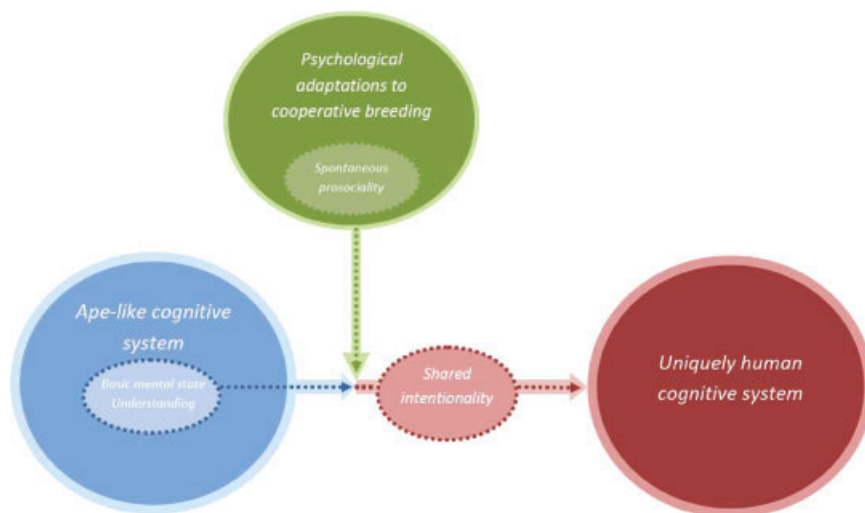 Psychological
adaptations to
cooperative breeding
Spontaneous
prosociality
Ape-like cognitive
system
Basic mental state
Understanding
Shared
intentionality
Uniquely human
cognitive system